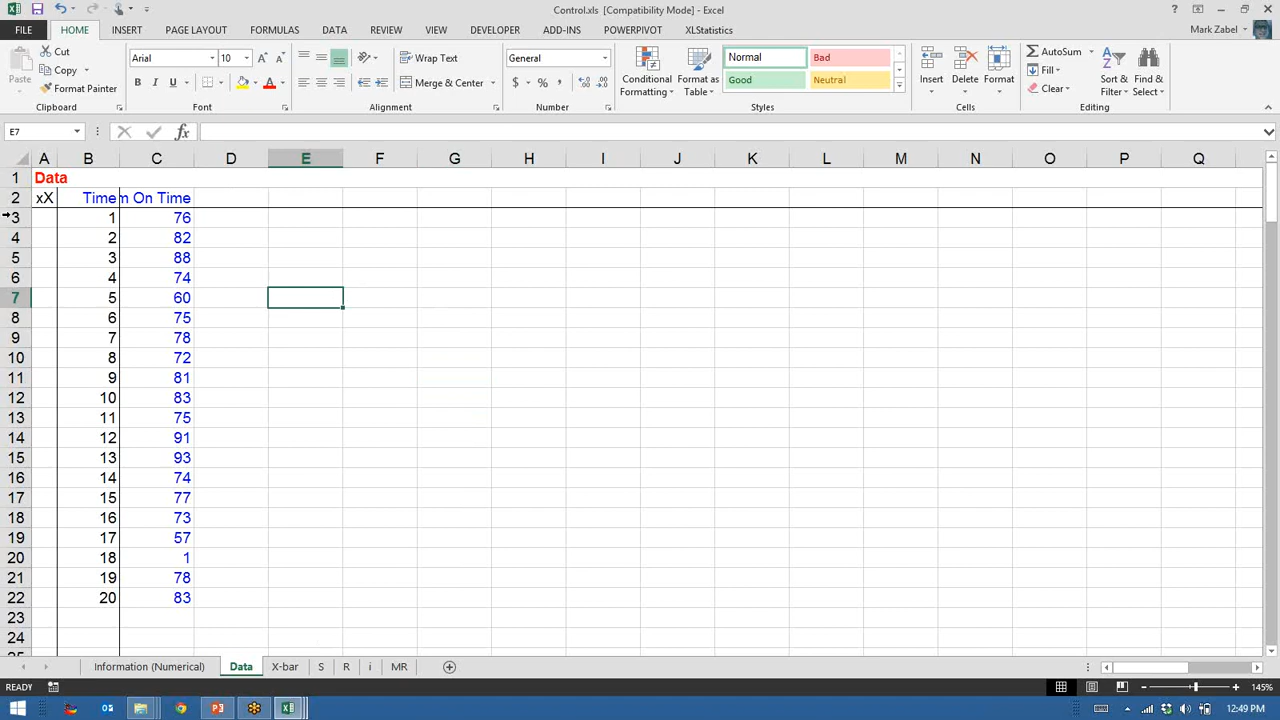 Control.xls [Compatibility Mode] - Excel
FILE HOME INSERT PAGE LAYOUT FORMULAS DATA REVIEW VIEW DEVELOPER ADD-INS POWERPIVOT XLStatistics Mark Zabel
Paste Cut Copy Format Painter Clipboard
Arial 10 B I U A Font
Wrap Text Merge & Center Alignment
General $ % , Number
Conditional Formatting Format as Table Normal Bad Good Neutral Styles
Insert Delete Format Cells
AutoSum Fill Clear Sort & Filter Find & Select Editing
E7 fx
A B C D E F G H I J K L M N O P Q
1 Data
2 xX Time m On Time
3 1 76
4 2 82
5 3 88
6 4 74
7 5 60
8 6 75
9 7 78
10 8 72
11 9 81
12 10 83
13 11 75
14 12 91
15 13 93
16 14 74
17 15 77
18 16 73
19 17 57
20 18 1
21 19 78
22 20 83
23
24
25
Information (Numerical) Data X-bar S R i MR
READY 145%
12:49 PM